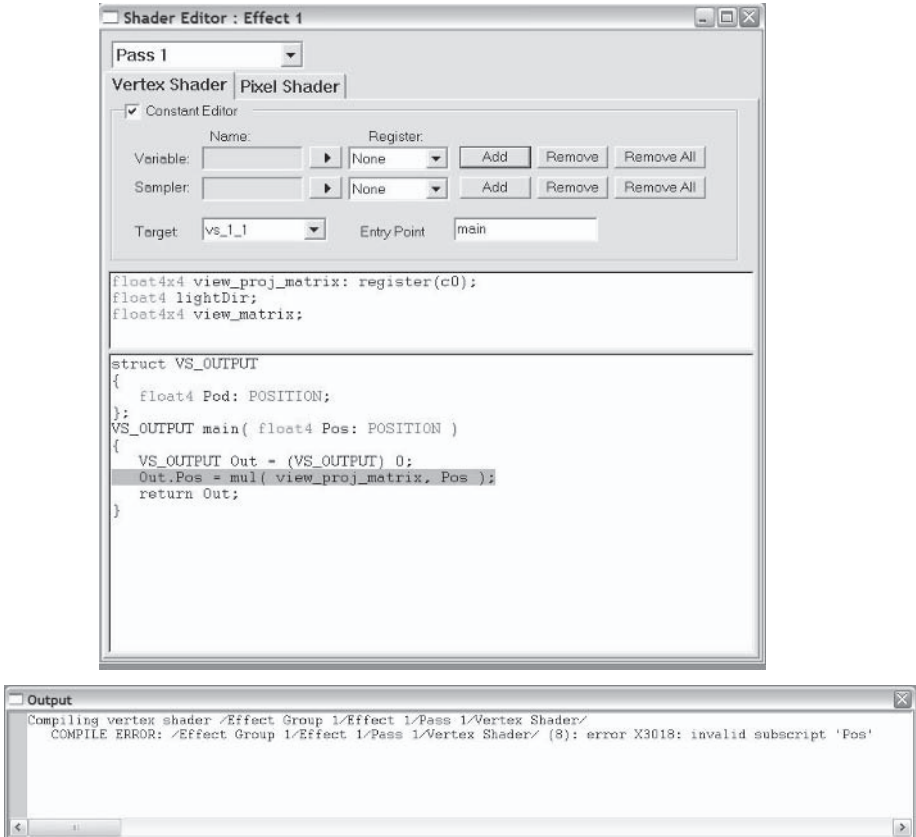 Shader Editor : Effect 1
Pass 1
Vertex Shader Pixel Shader
Constant Editor
Name: Register:
Variable: None Add Remove Remove All
Sampler: None Add Remove Remove All
Target: vs_1_1 Entry Point main
float4x4 view_proj_matrix: register(c0);
float4 lightDir;
float4x4 view_matrix;
struct VS_OUTPUT
{
float4 Pod: POSITION;
};
VS_OUTPUT main( float4 Pos: POSITION )
{
VS_OUTPUT Out = (VS_OUTPUT) 0;
Out.Pos = mul( view_proj_matrix, Pos );
return Out;
}
Output
Compiling vertex shader /Effect Group 1/Effect 1/Pass 1/Vertex Shader/
COMPILE ERROR: /Effect Group 1/Effect 1/Pass 1/Vertex Shader/ (8): error X3018: invalid subscript 'Pos'